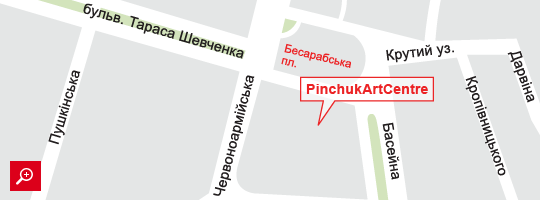 бульв. Тараса Шевченка
Бесарабська
пл.
Крутий уз.
Дарвіна
PinchukArtCentre
Пушкінська
Червоноармійська
Басейна
Кропівницького